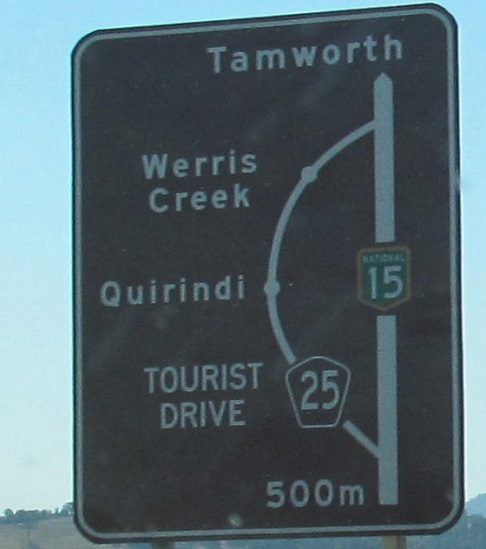 Tamworth
Werris
Creek
NATIONAL
15
Quirindi
TOURIST
DRIVE
25
500m